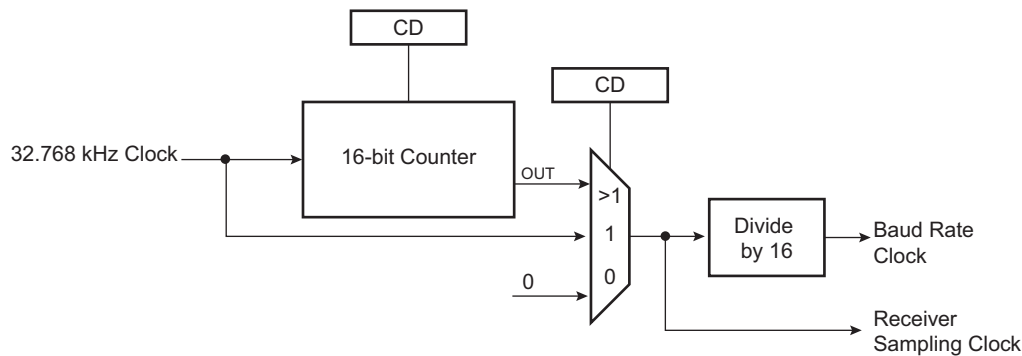 CD
CD
32.768 kHz Clock
16-bit Counter
OUT
>1
1
0
0
Divide
by 16
Baud Rate
Clock
Receiver
Sampling Clock